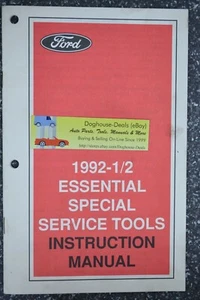 Ford
Doghouse-Deals (eBay)
Auto Parts, Tools, Manuals & More
Buying & Selling On-Line Since 1996
1992-1/2
ESSENTIAL
SPECIAL
SERVICE TOOLS
INSTRUCTION
MANUAL